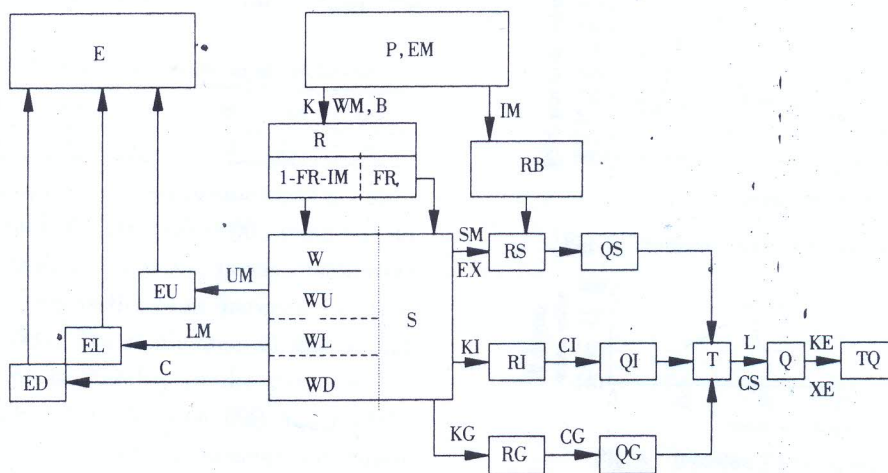 E
P, EM
K WM, B
IM
R
1-FR-IM FR
RB
W
S
SM
EX
RS
QS
EU
UM
WU
EL
LM
WL
KI
RI
CI
QI
T
L
CS
Q
KE
XE
TQ
ED
C
WD
KG
RG
CG
QG